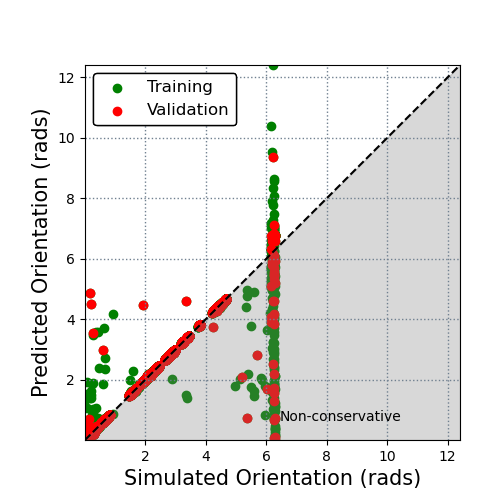 12
10
8
6
4
2
Predicted Orientation (rads)
Training
Validation
Non-conservative
2 4 6 8 10 12
Simulated Orientation (rads)